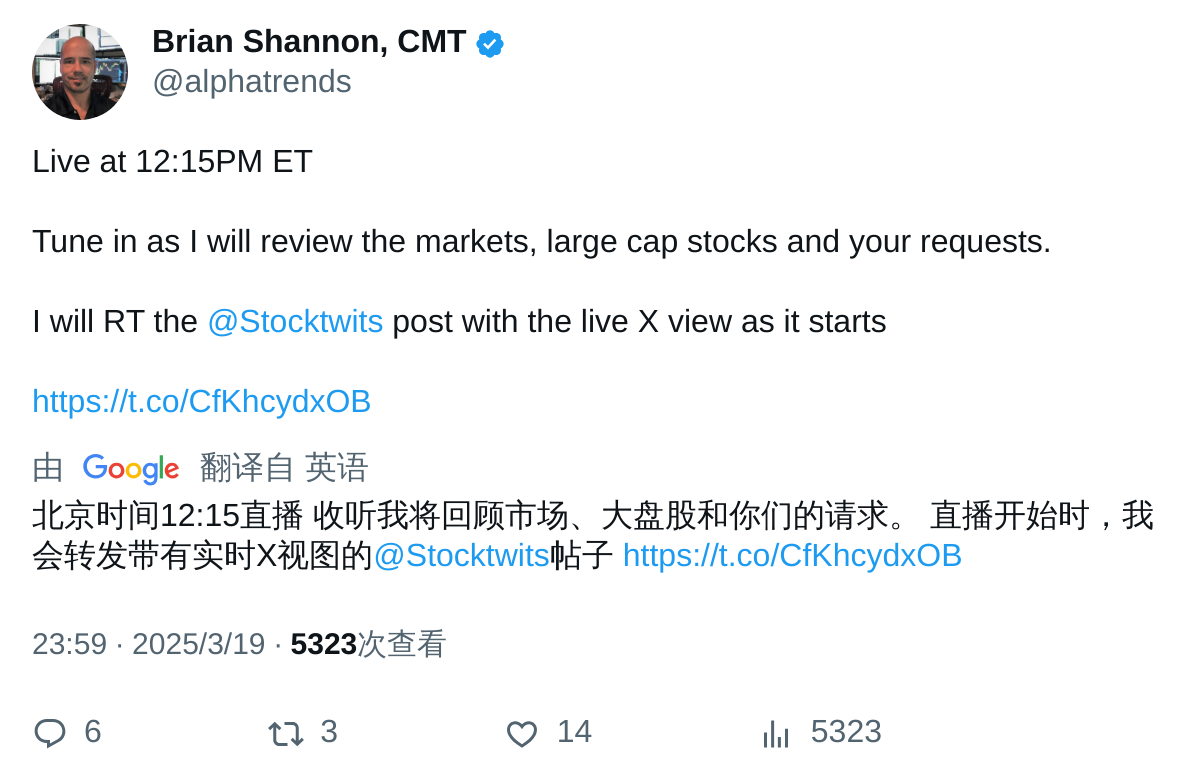 Brian Shannon, CMT
@alphatrends
Live at 12:15PM ET
Tune in as I will review the markets, large cap stocks and your requests.
I will RT the @Stocktwits post with the live X view as it starts
https://t.co/CfKhcydxOB
由 Google 翻译自 英语
北京时间12:15直播 收听我将回顾市场、大盘股和你们的请求。 直播开始时，我
会转发带有实时X视图的@Stocktwits帖子 https://t.co/CfKhcydxOB
23:59 · 2025/3/19 · 5323次查看
6 3 14 5323